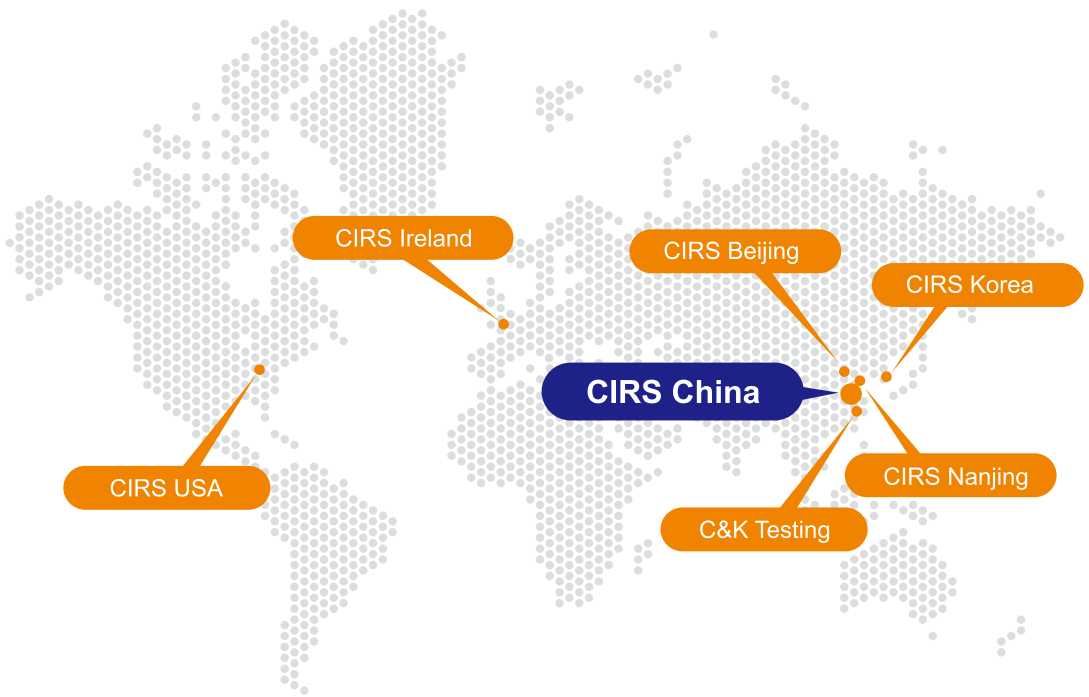 CIRS Ireland
CIRS Beijing
CIRS Korea
CIRS China
CIRS USA
CIRS Nanjing
C&K Testing